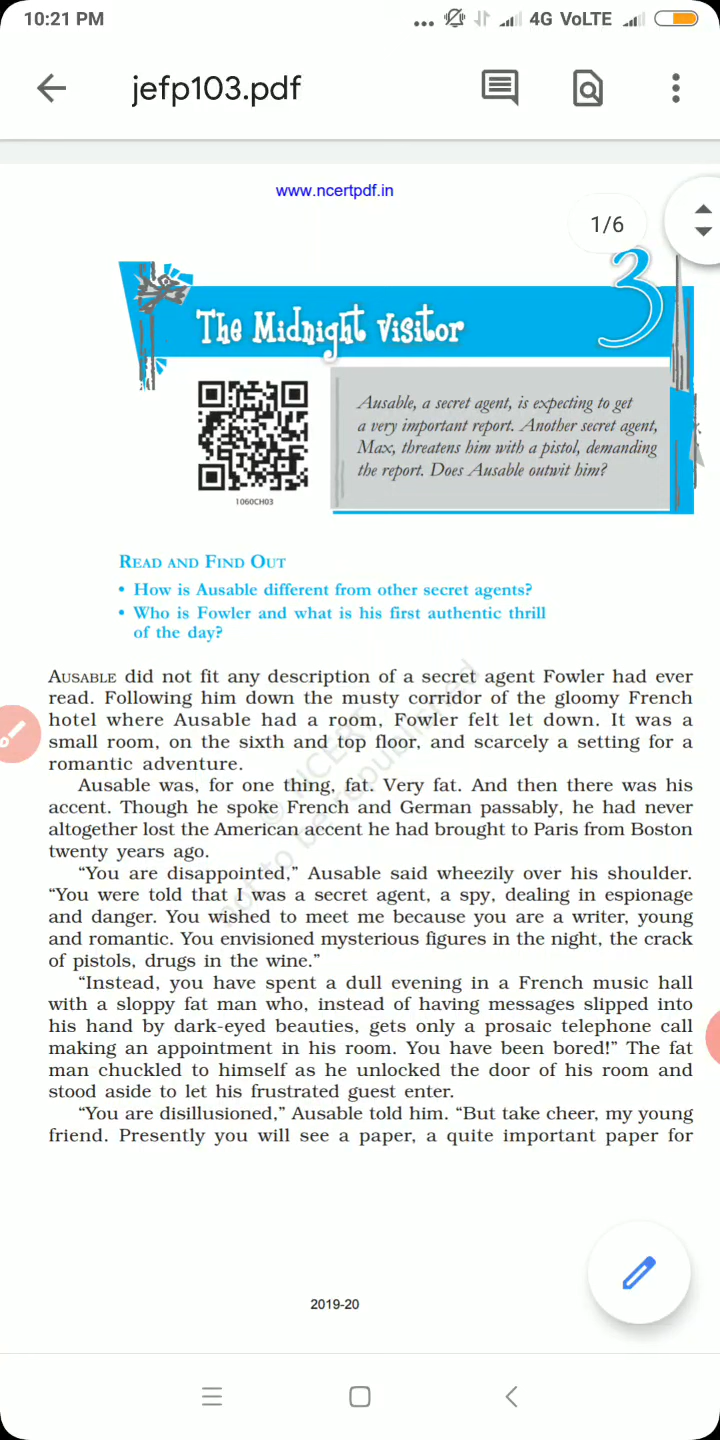 10:21 PM
... 4G VoLTE
jefp103.pdf
www.ncertpdf.in
1/6
3
The Midnight Visitor
Ausable, a secret agent, is expecting to get
a very important report. Another secret agent,
Max, threatens him with a pistol, demanding
the report. Does Ausable outwit him?
1060CH03
READ AND FIND OUT
• How is Ausable different from other secret agents?
• Who is Fowler and what is his first authentic thrill
of the day?
AUSABLE did not fit any description of a secret agent Fowler had ever
read. Following him down the musty corridor of the gloomy French
hotel where Ausable had a room, Fowler felt let down. It was a
small room, on the sixth and top floor, and scarcely a setting for a
romantic adventure.
Ausable was, for one thing, fat. Very fat. And then there was his
accent. Though he spoke French and German passably, he had never
altogether lost the American accent he had brought to Paris from Boston
twenty years ago.
“You are disappointed,” Ausable said wheezily over his shoulder.
“You were told that I was a secret agent, a spy, dealing in espionage
and danger. You wished to meet me because you are a writer, young
and romantic. You envisioned mysterious figures in the night, the crack
of pistols, drugs in the wine.”
“Instead, you have spent a dull evening in a French music hall
with a sloppy fat man who, instead of having messages slipped into
his hand by dark-eyed beauties, gets only a prosaic telephone call
making an appointment in his room. You have been bored!” The fat
man chuckled to himself as he unlocked the door of his room and
stood aside to let his frustrated guest enter.
“You are disillusioned,” Ausable told him. “But take cheer, my young
friend. Presently you will see a paper, a quite important paper for
© NCERT
not to be republished
2019-20